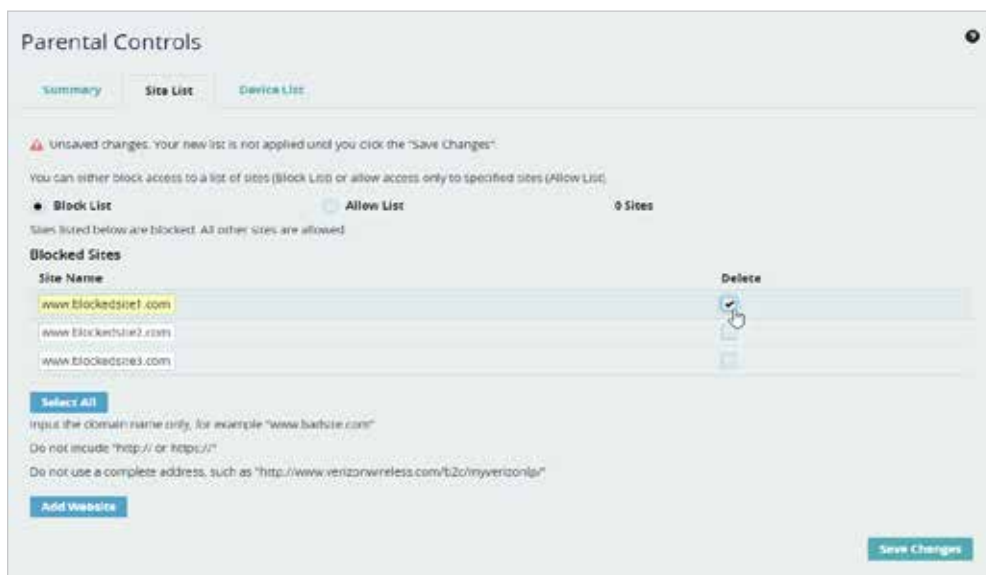 Parental Controls
Summary Site List Device List
Unsaved changes. Your new list is not applied until you click the "Save Changes".
You can either block access to a list of sites (Block List) or allow access only to specified sites (Allow List)
Block List Allow List 0 Sites
Sites listed below are blocked. All other sites are allowed
Blocked Sites
Site Name Delete
www.blockedsite1.com
www.blockedsite2.com
www.blockedsite3.com
Select All
Input the domain name only, for example "www.badsite.com"
Do not incude "http:// or https://"
Do not use a complete address, such as "http://www.verizonwireless.com/b2c/myverizonlp/"
Add Website
Save Changes